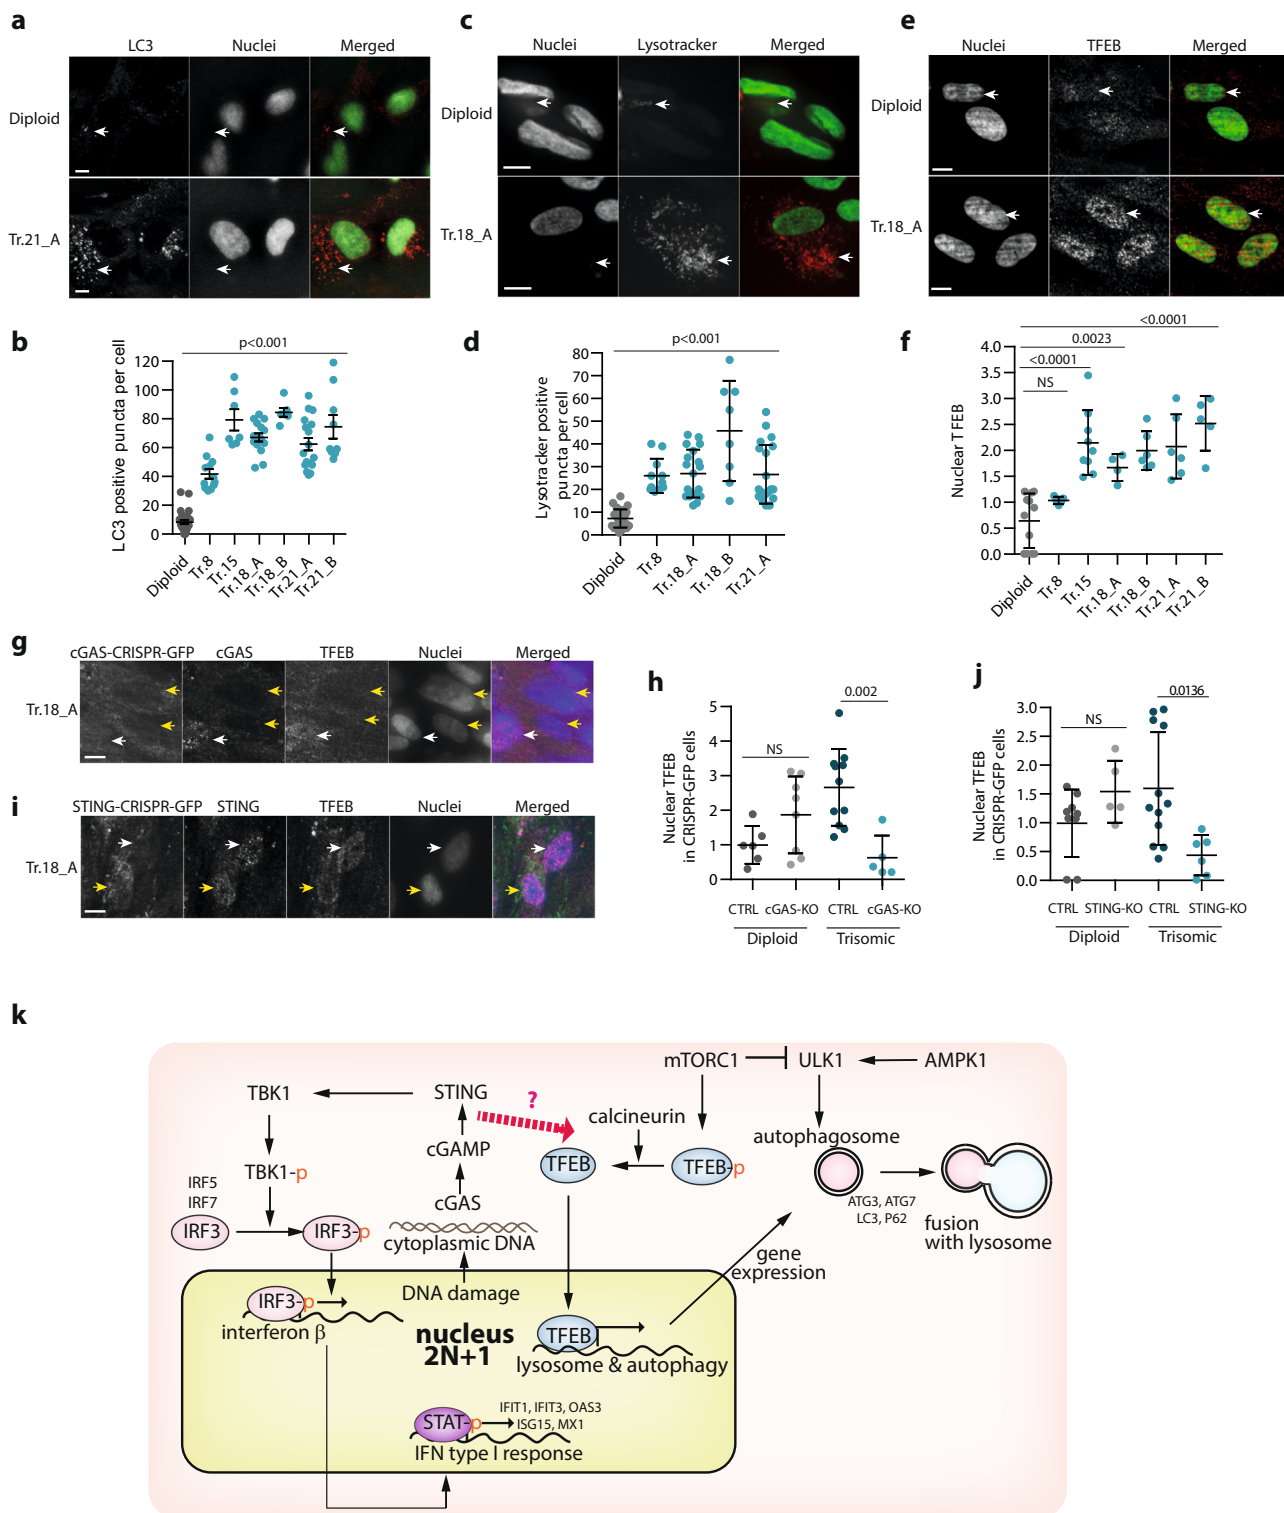 a
LC3 Nuclei Merged
Diploid
Tr.21_A
c
Nuclei Lysotracker Merged
Diploid
Tr.18_A
e
Nuclei TFEB Merged
Diploid
Tr.18_A
b
p<0.001
LC3 positive puncta per cell
120
100
80
60
40
20
0
Diploid Tr.8 Tr.15 Tr.18_A Tr.18_B Tr.21_A Tr.21_B
d
p<0.001
Lysotracker positive
puncta per cell
80
70
60
50
40
30
20
10
0
Diploid Tr.8 Tr.18_A Tr.18_B Tr.21_A
f
<0.0001
0.0023
<0.0001
NS
Nuclear T FEB
4.0
3.5
3.0
2.5
2.0
1.5
1.0
0.5
0.0
Diploid Tr.8 Tr.15 Tr.18_A Tr.18_B Tr.21_A Tr.21_B
g
cGAS-CRISPR-GFP cGAS TFEB Nuclei Merged
Tr.18_A
i
STING-CRISPR-GFP STING TFEB Nuclei Merged
Tr.18_A
h
0.002
NS
Nuclear TFEB
in CRISPR-GFP cells
5
4
3
2
1
0
CTRL cGAS-KO CTRL cGAS-KO
Diploid Trisomic
j
0.0136
NS
Nuclear TFEB
in CRISPR-GFP cells
3.0
2.5
2.0
1.5
1.0
0.5
0.0
CTRL STING-KO CTRL STING-KO
Diploid Trisomic
k
mTORC1 ULK1 AMPK1
TBK1 STING ?
calcineurin
cGAMP
autophagosome
TBK1-p
TFEB TFEB-p
IRF5
IRF7
cGAS
ATG3, ATG7
LC3, P62
IRF3 IRF3-p
cytoplasmic DNA
fusion
with lysosome
gene
expression
DNA damage
IRF3-p
interferon β
nucleus
2N+1
TFEB
lysosome & autophagy
IFIT1, IFIT3, OAS3
ISG15, MX1
STAT-p
IFN type I response